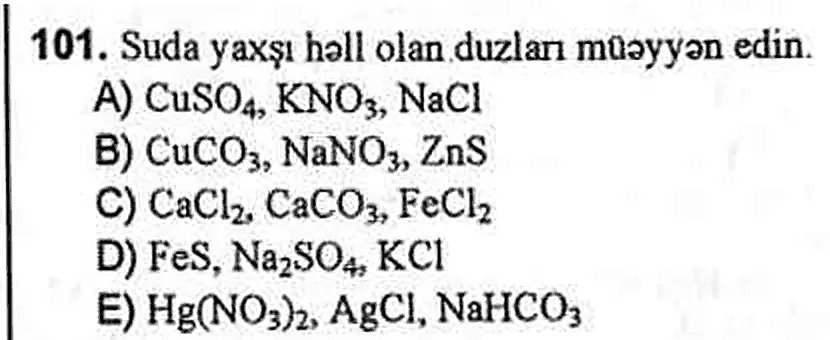 101. Suda yaxşı həll olan duzları müəyyən edin.
A) CuSO₄, KNO₃, NaCl
B) CuCO₃, NaNO₃, ZnS
C) CaCl₂, CaCO₃, FeCl₂
D) FeS, Na₂SO₄, KCl
E) Hg(NO₃)₂, AgCl, NaHCO₃